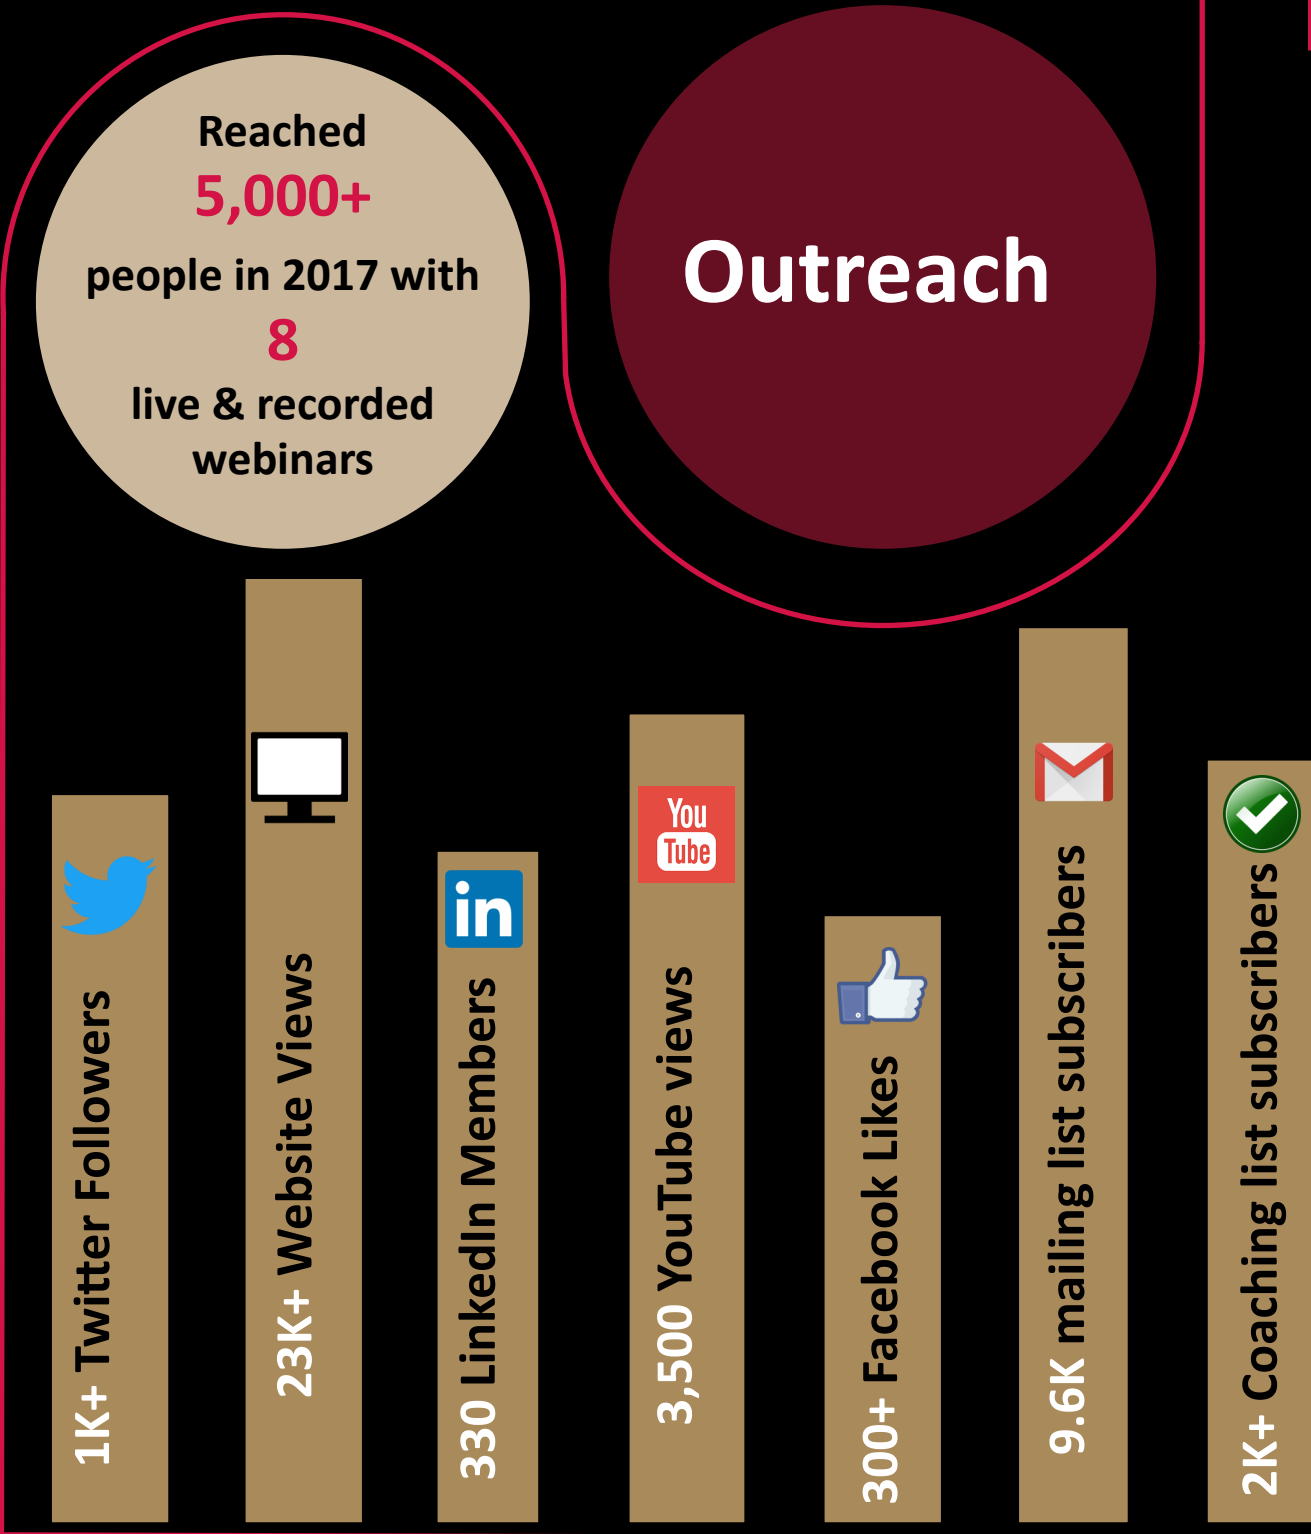 Reached
5,000+
people in 2017 with
8
live & recorded
webinars
Outreach
1K+ Twitter Followers
23K+ Website Views
in
330 LinkedIn Members
You
Tube
3,500 YouTube views
300+ Facebook Likes
9.6K mailing list subscribers
2K+ Coaching list subscribers